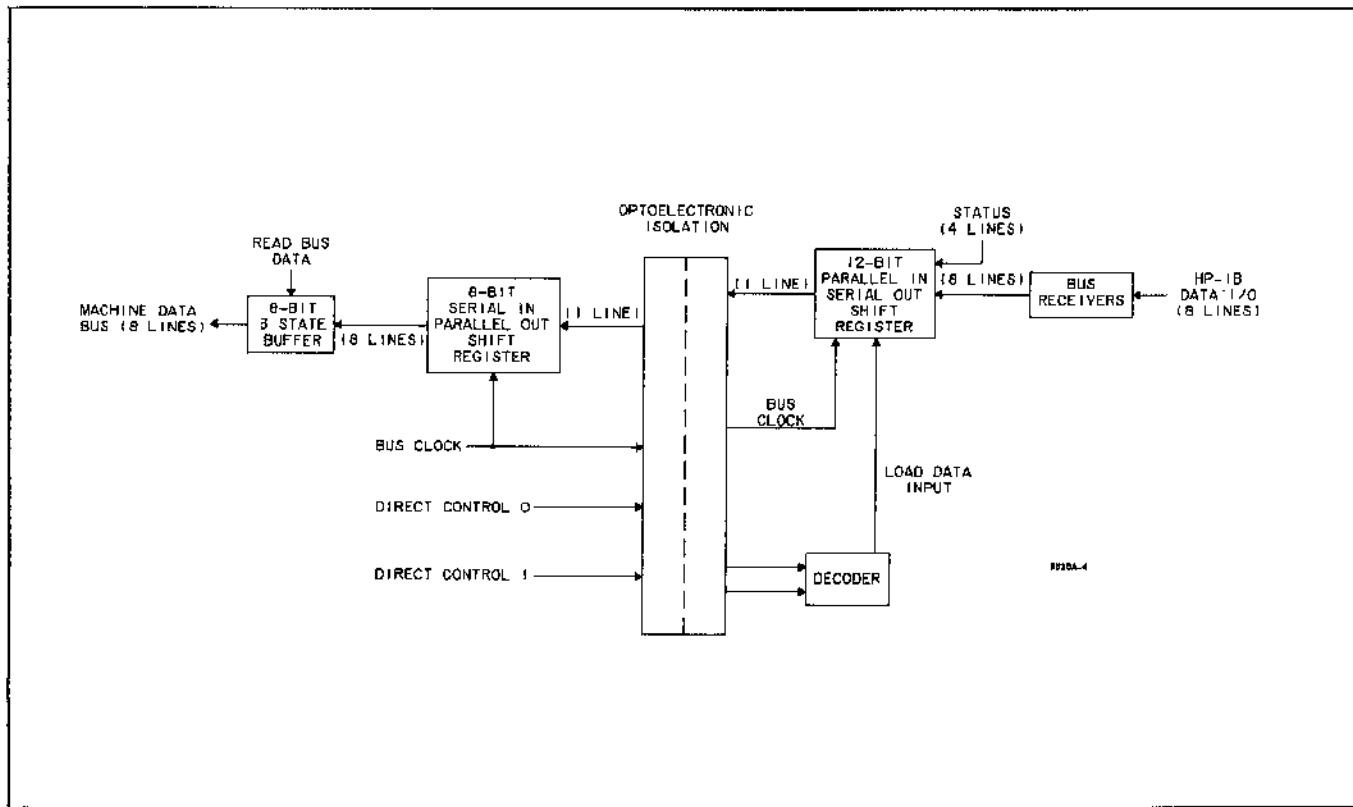 OPTOELECTRONIC
ISOLATION
STATUS
(4 LINES)
READ BUS
DATA
MACHINE DATA
BUS (8 LINES)
8-BIT
3 STATE
BUFFER
(8 LINES)
8-BIT
SERIAL IN
PARALLEL OUT
SHIFT
REGISTER
(1 LINE)
(1 LINE)
12-BIT
PARALLEL IN
SERIAL OUT
SHIFT
REGISTER
(8 LINES)
BUS
RECEIVERS
HP-IB
DATA I/O
(8 LINES)
BUS
CLOCK
BUS CLOCK
LOAD DATA
INPUT
DIRECT CONTROL 0
DIRECT CONTROL 1
DECODER